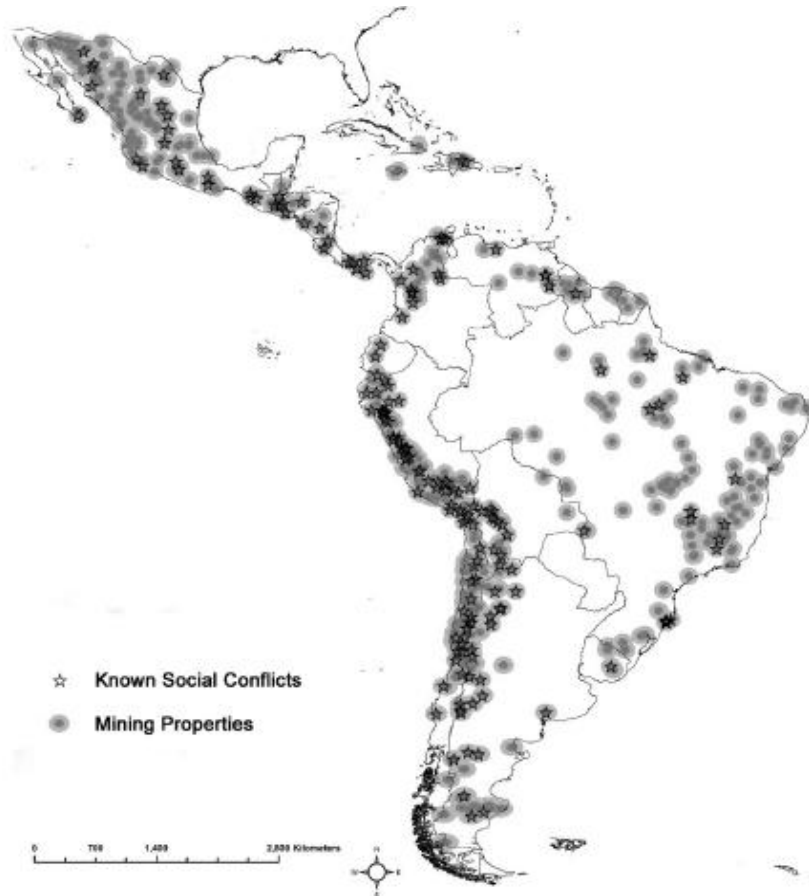 Known Social Conflicts
Mining Properties
0 700 1,400 2,800 Kilometers
N
W E
S